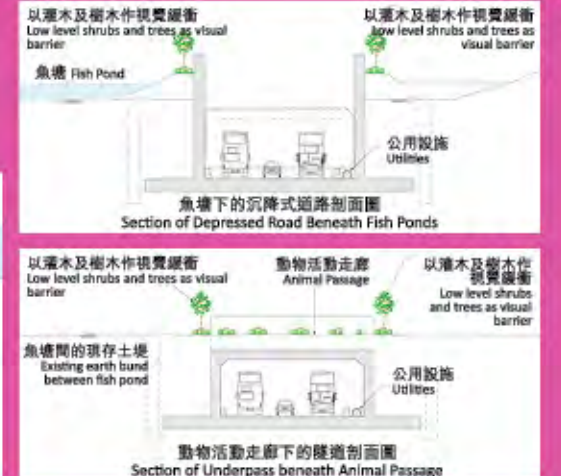 以灌木及樹木作視覺緩衝
Low level shrubs and trees as visual
barrier
以灌木及樹木作視覺緩衝
Low level shrubs and trees as
visual barrier
魚塘 Fish Pond
公用設施
Utilities
魚塘下的沉降式道路剖面圖
Section of Depressed Road Beneath Fish Ponds
以灌木及樹木作視覺緩衝
Low level shrubs and trees as visual
barrier
動物活動走廊
Animal Passage
以灌木及樹木作
視覺緩衝
Low level shrubs
and trees as visual
barrier
魚塘間的現存土堤
Existing earth bund
between fish pond
公用設施
Utilities
動物活動走廊下的隧道剖面圖
Section of Underpass beneath Animal Passage